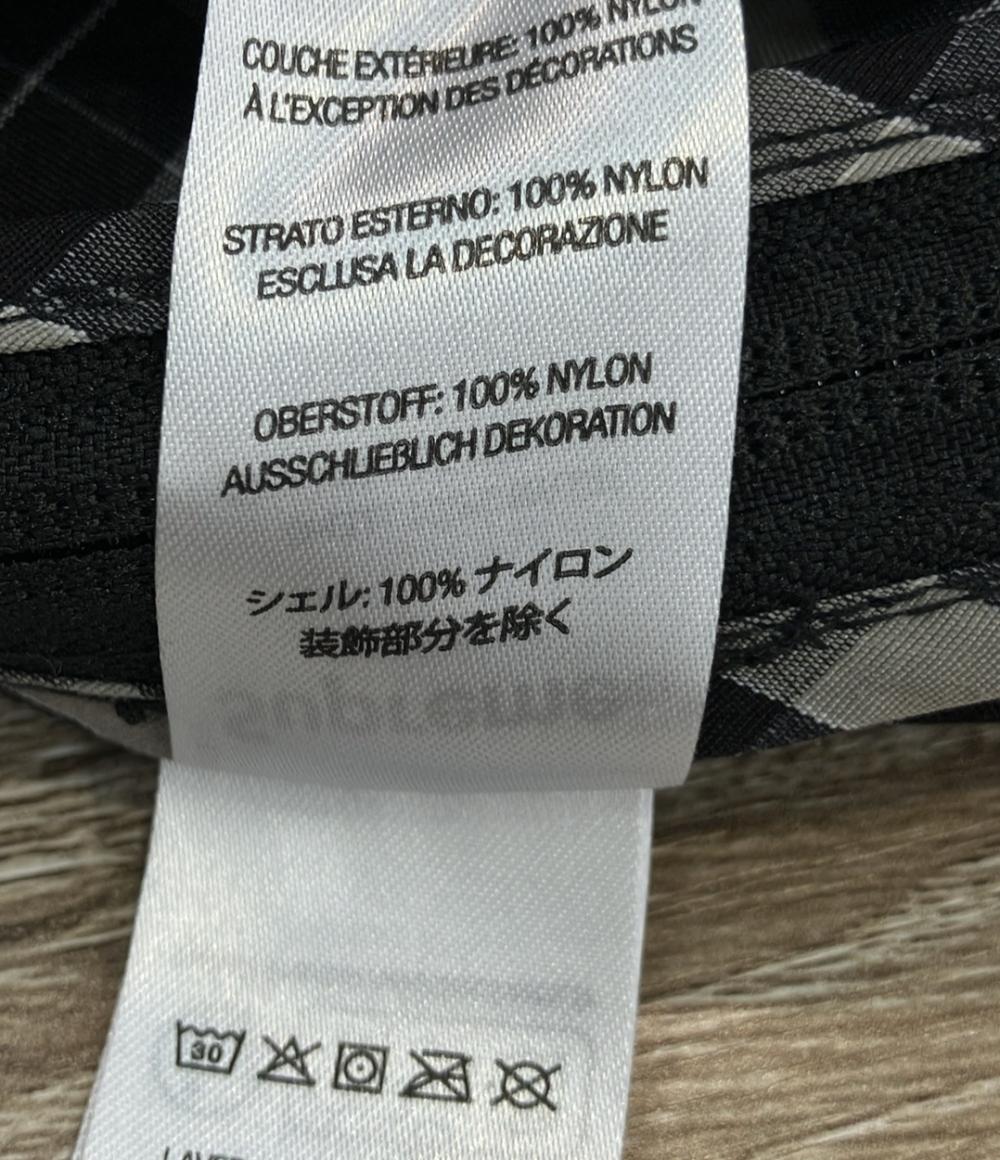 COUCHE EXTÉRIEURE: 100% NYLON
À L'EXCEPTION DES DÉCORATIONS
STRATO ESTERNO: 100% NYLON
ESCLUSA LA DECORAZIONE
OBERSTOFF: 100% NYLON
AUSSCHLIEßLICH DEKORATION
シェル: 100% ナイロン
装飾部分を除く
30